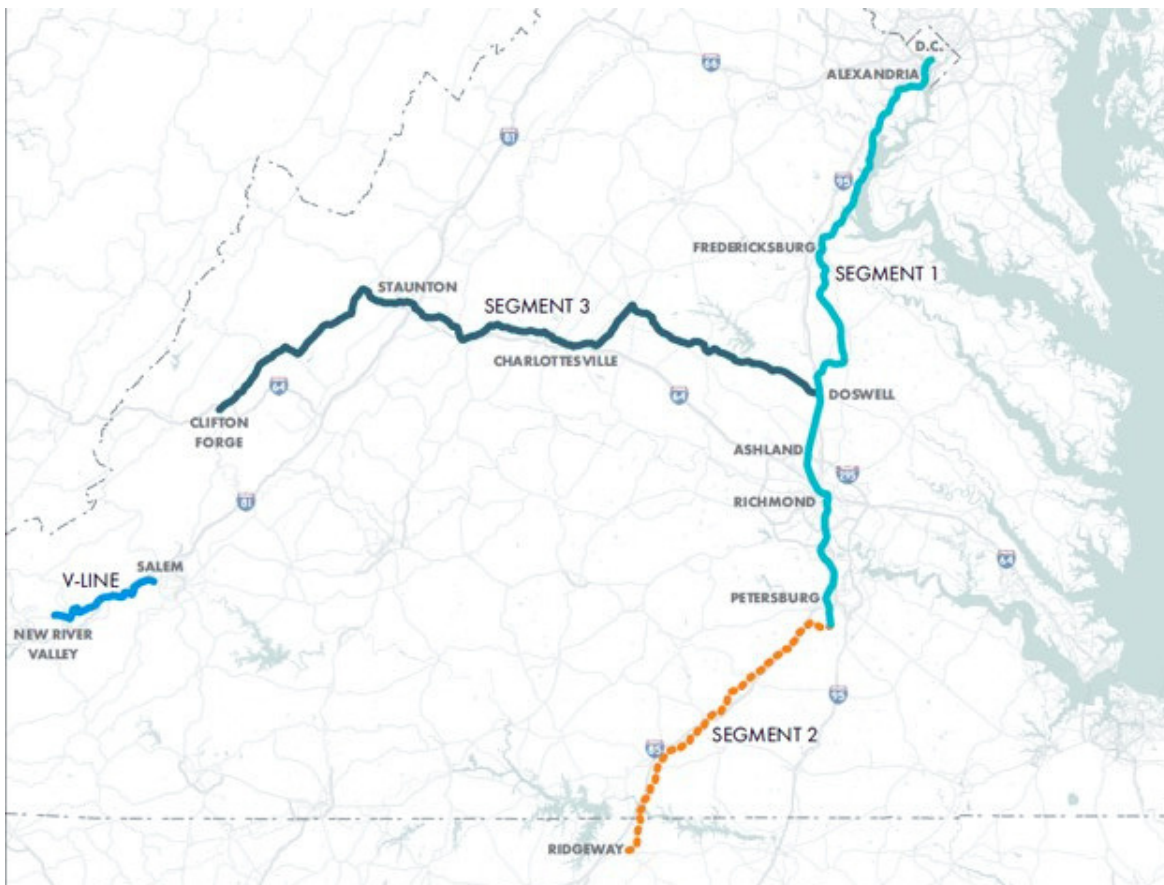 D.C.
66
ALEXANDRIA
81
95
FREDERICKSBURG
SEGMENT 1
STAUNTON
SEGMENT 3
CHARLOTTESVILLE
64
64
DOSWELL
CLIFTON
FORGE
ASHLAND
295
81
RICHMOND
64
V-LINE
SALEM
PETERSBURG
NEW RIVER
VALLEY
95
SEGMENT 2
85
RIDGEWAY